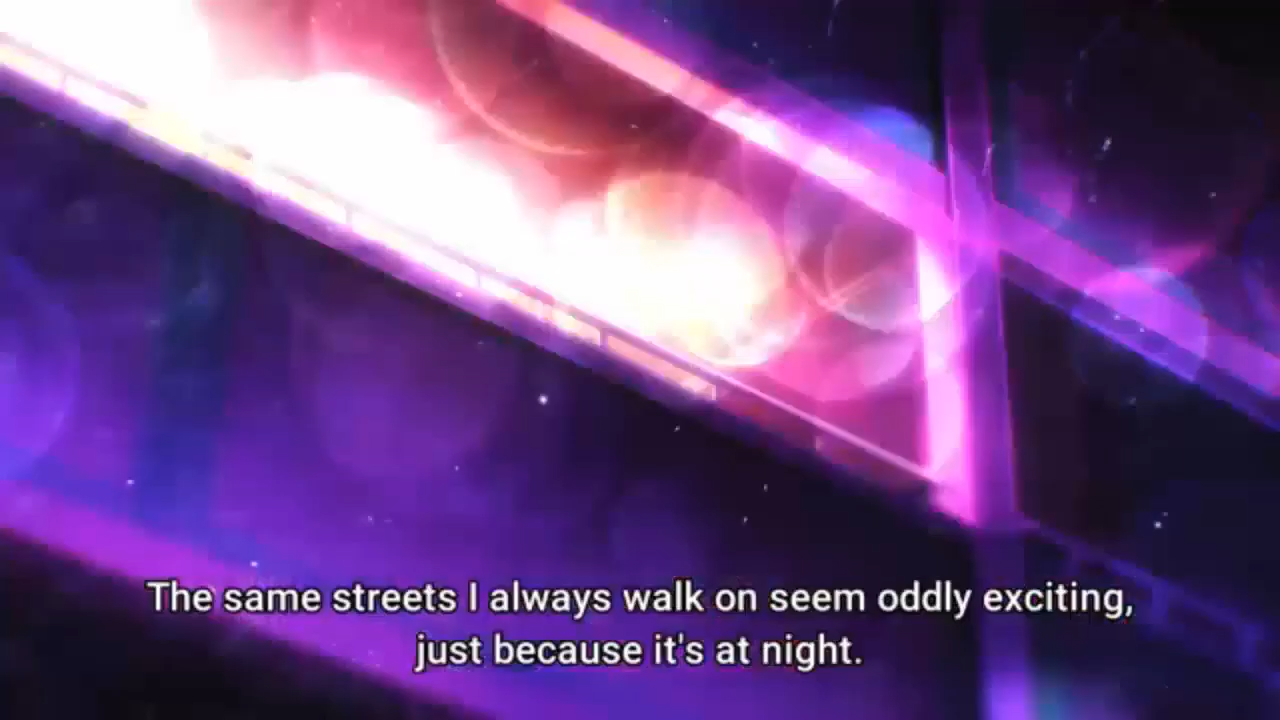 The same streets I always walk on seem oddly exciting,
just because it's at night.